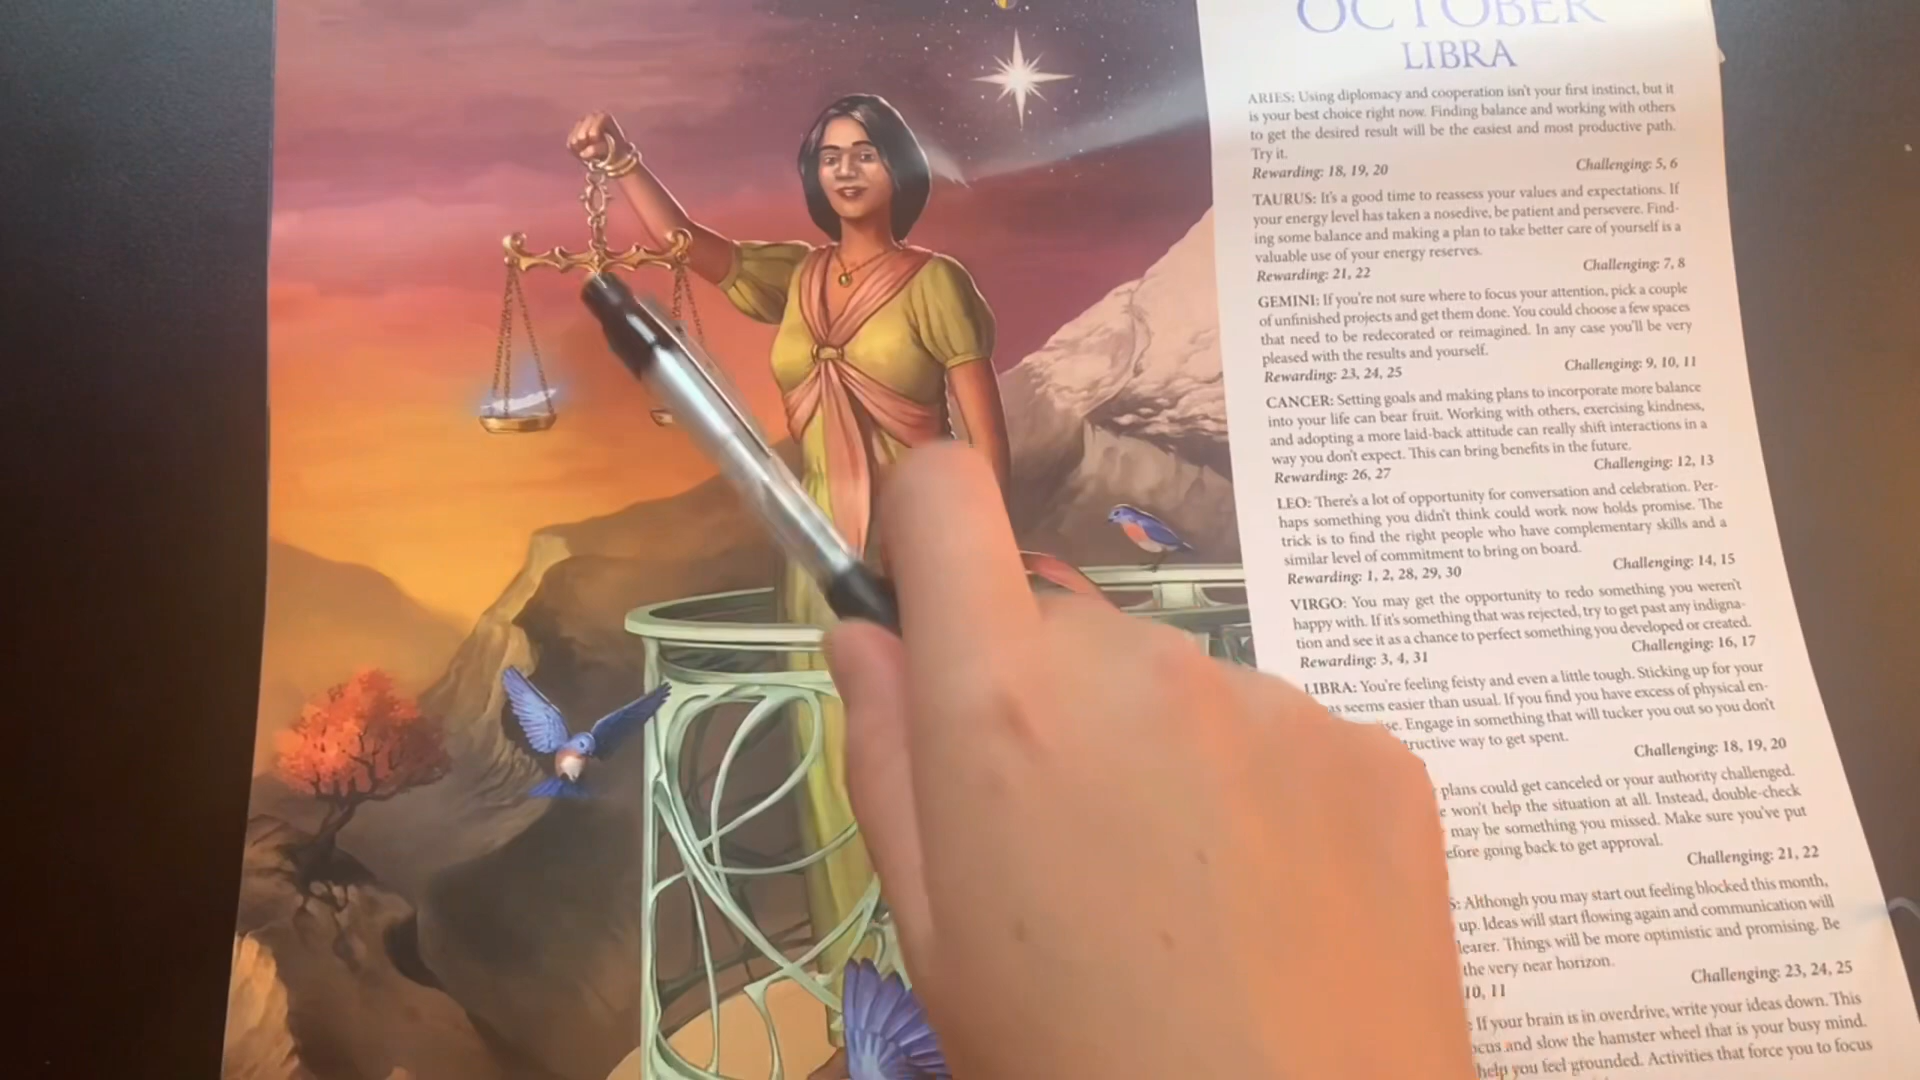 OCTOBER
LIBRA
ARIES: Using diplomacy and cooperation isn't your first instinct, but it
is your best choice right now. Finding balance and working with others
to get the desired result will be the easiest and most productive path.
Try it.
Rewarding: 18, 19, 20 Challenging: 5, 6
TAURUS: It's a good time to reassess your values and expectations. If
your energy level has taken a nosedive, be patient and persevere. Find-
ing some balance and making a plan to take better care of yourself is a
valuable use of your energy reserves.
Rewarding: 21, 22 Challenging: 7, 8
GEMINI: If you're not sure where to focus your attention, pick a couple
of unfinished projects and get them done. You could choose a few spaces
that need to be redecorated or reimagined. In any case you'll be very
pleased with the results and yourself.
Rewarding: 23, 24, 25 Challenging: 9, 10, 11
CANCER: Setting goals and making plans to incorporate more balance
into your life can bear fruit. Working with others, exercising kindness,
and adopting a more laid-back attitude can really shift interactions in a
way you don't expect. This can bring benefits in the future.
Rewarding: 26, 27 Challenging: 12, 13
LEO: There's a lot of opportunity for conversation and celebration. Per-
haps something you didn't think could work now holds promise. The
trick is to find the right people who have complementary skills and a
similar level of commitment to bring on board.
Rewarding: 1, 2, 28, 29, 30 Challenging: 14, 15
VIRGO: You may get the opportunity to redo something you weren't
happy with. If it's something that was rejected, try to get past any indigna-
tion and see it as a chance to perfect something you developed or created.
Rewarding: 3, 4, 31 Challenging: 16, 17
LIBRA: You're feeling feisty and even a little tough. Sticking up for your
as seems easier than usual. If you find you have excess of physical en-
se. Engage in something that will tucker you out so you don't
tructive way to get spent.
Challenging: 18, 19, 20
plans could get canceled or your authority challenged.
e won't help the situation at all. Instead, double-check
may be something you missed. Make sure you've put
efore going back to get approval.
Challenging: 21, 22
S: Although you may start out feeling blocked this month,
up. Ideas will start flowing again and communication will
learer. Things will be more optimistic and promising. Be
the very near horizon.
10, 11 Challenging: 23, 24, 25
: If your brain is in overdrive, write your ideas down. This
ocus and slow the hamster wheel that is your busy mind.
help you feel grounded. Activities that force you to focus